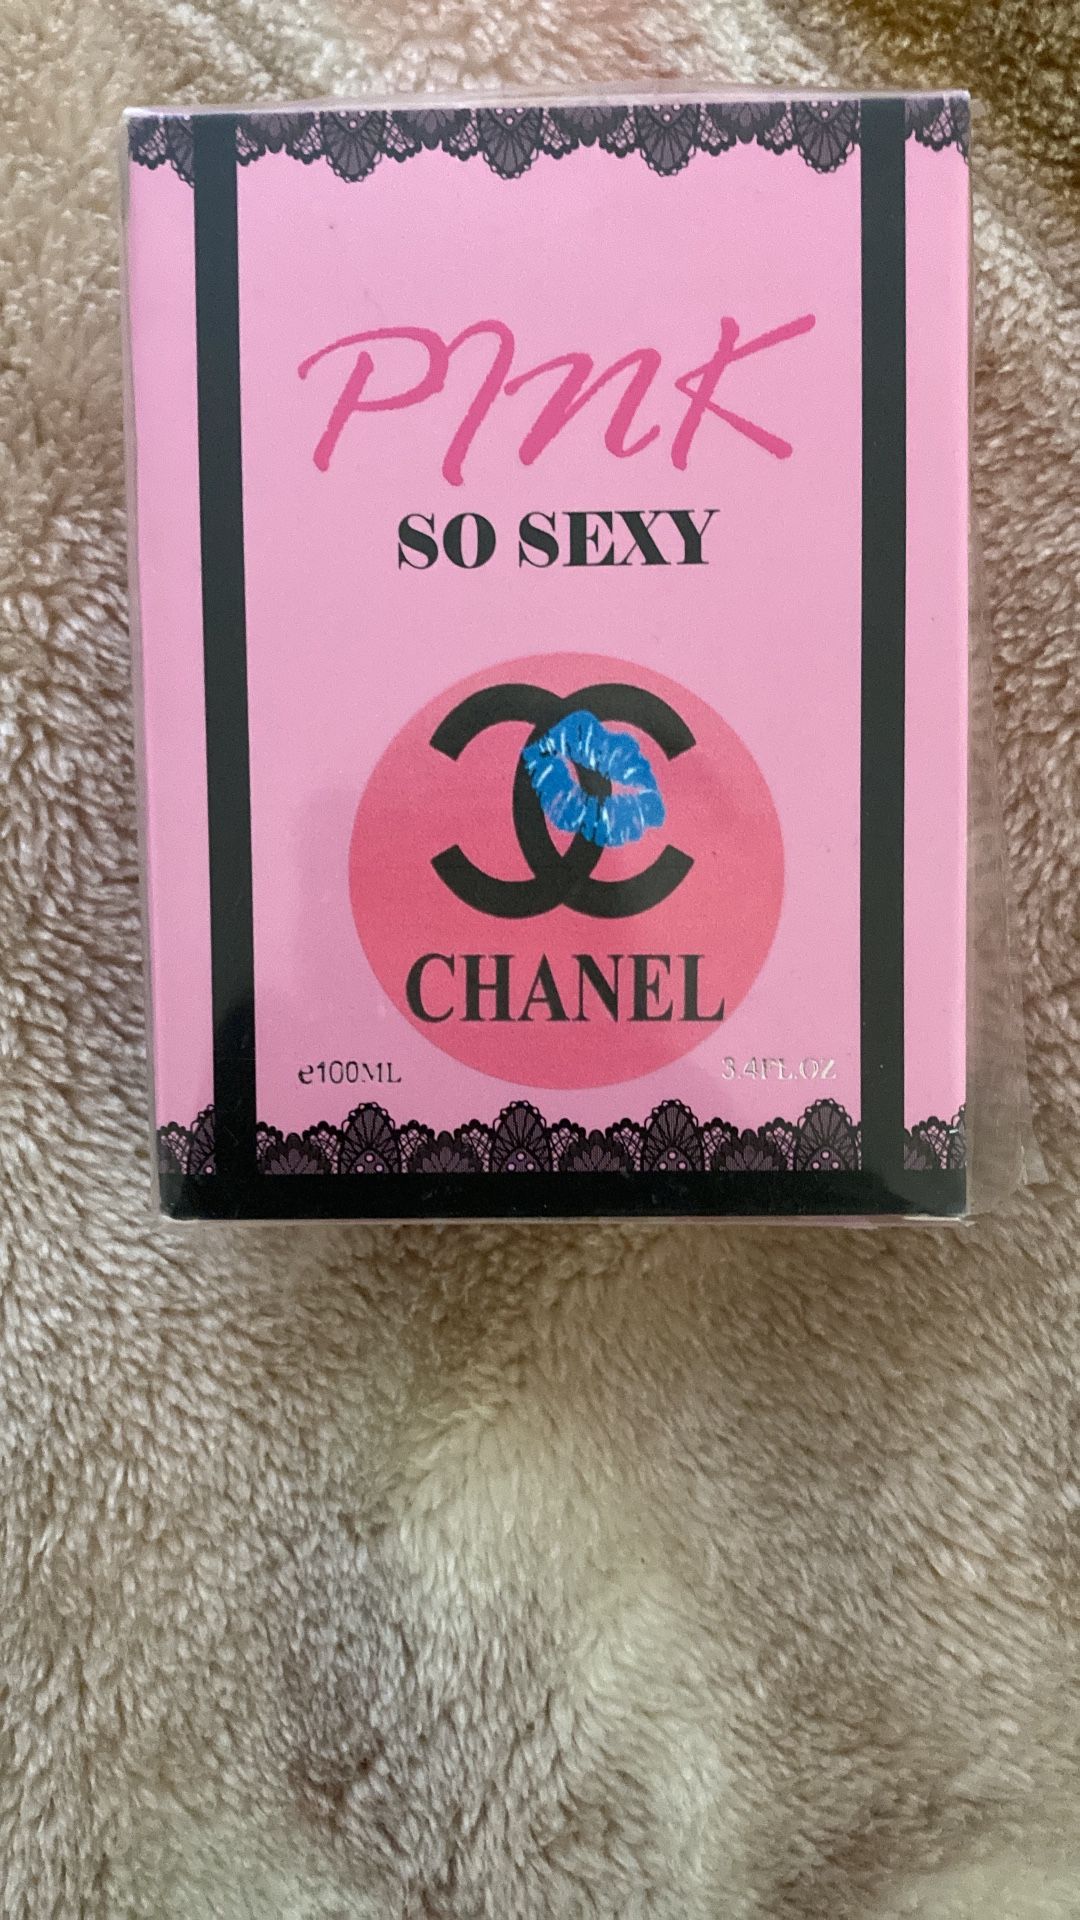 PINK
SO SEXY
CHANEL
e100ML
3.4FL.OZ